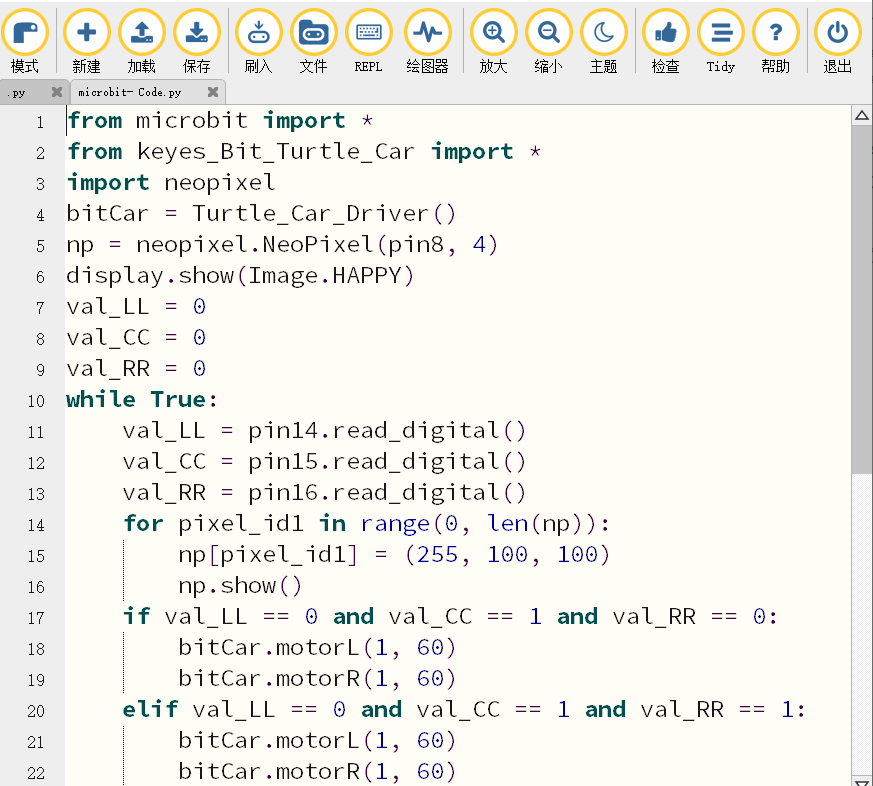 模式 新建 加载 保存 刷入 文件 REPL 绘图器 放大 缩小 主题 检查 Tidy 帮助 退出
.py microbit- Code.py
1 from microbit import *
2 from keyes_Bit_Turtle_Car import *
3 import neopixel
4 bitCar = Turtle_Car_Driver()
5 np = neopixel.NeoPixel(pin8, 4)
6 display.show(Image.HAPPY)
7 val_LL = 0
8 val_CC = 0
9 val_RR = 0
10 while True:
11 val_LL = pin14.read_digital()
12 val_CC = pin15.read_digital()
13 val_RR = pin16.read_digital()
14 for pixel_id1 in range(0, len(np)):
15 np[pixel_id1] = (255, 100, 100)
16 np.show()
17 if val_LL == 0 and val_CC == 1 and val_RR == 0:
18 bitCar.motorL(1, 60)
19 bitCar.motorR(1, 60)
20 elif val_LL == 0 and val_CC == 1 and val_RR == 1:
21 bitCar.motorL(1, 60)
22 bitCar.motorR(1, 60)